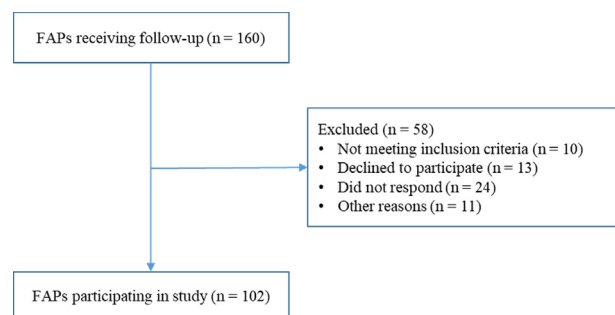 FAPs receiving follow-up (n = 160)
Excluded (n = 58)
• Not meeting inclusion criteria (n = 10)
• Declined to participate (n = 13)
• Did not respond (n = 24)
• Other reasons (n = 11)
FAPs participating in study (n = 102)